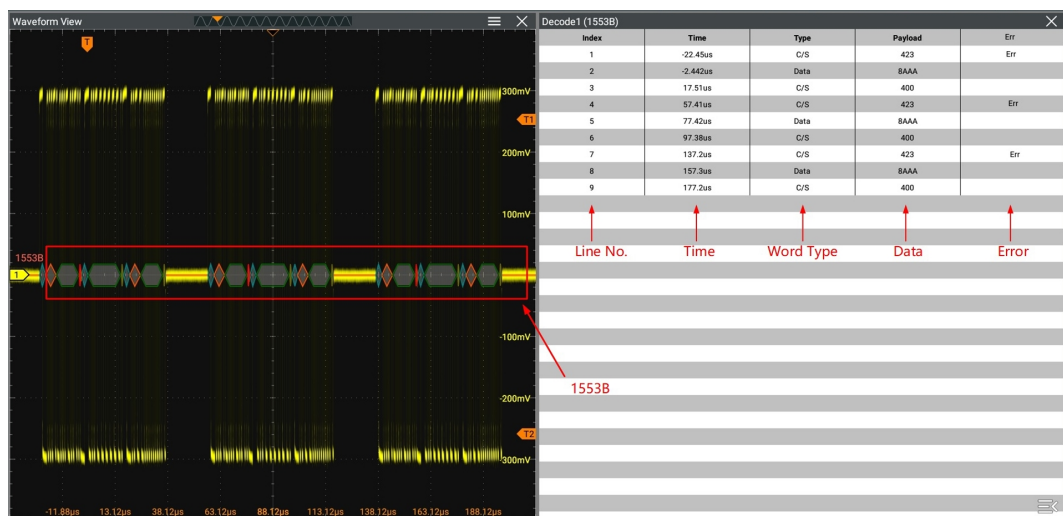 Waveform View
T
300mV
T1
200mV
100mV
1553B
1
-100mV
-200mV
T2
-300mV
-11.88µs 13.12µs 38.12µs 63.12µs 88.12µs 113.12µs 138.12µs 163.12µs 188.12µs
Decode1 (1553B)
Index Time Type Payload Err
1 -22.45us C/S 423 Err
2 -2.442us Data 8AAA
3 17.51us C/S 400
4 57.41us C/S 423 Err
5 77.42us Data 8AAA
6 97.38us C/S 400
7 137.2us C/S 423 Err
8 157.3us Data 8AAA
9 177.2us C/S 400
Line No. Time Word Type Data Error
1553B